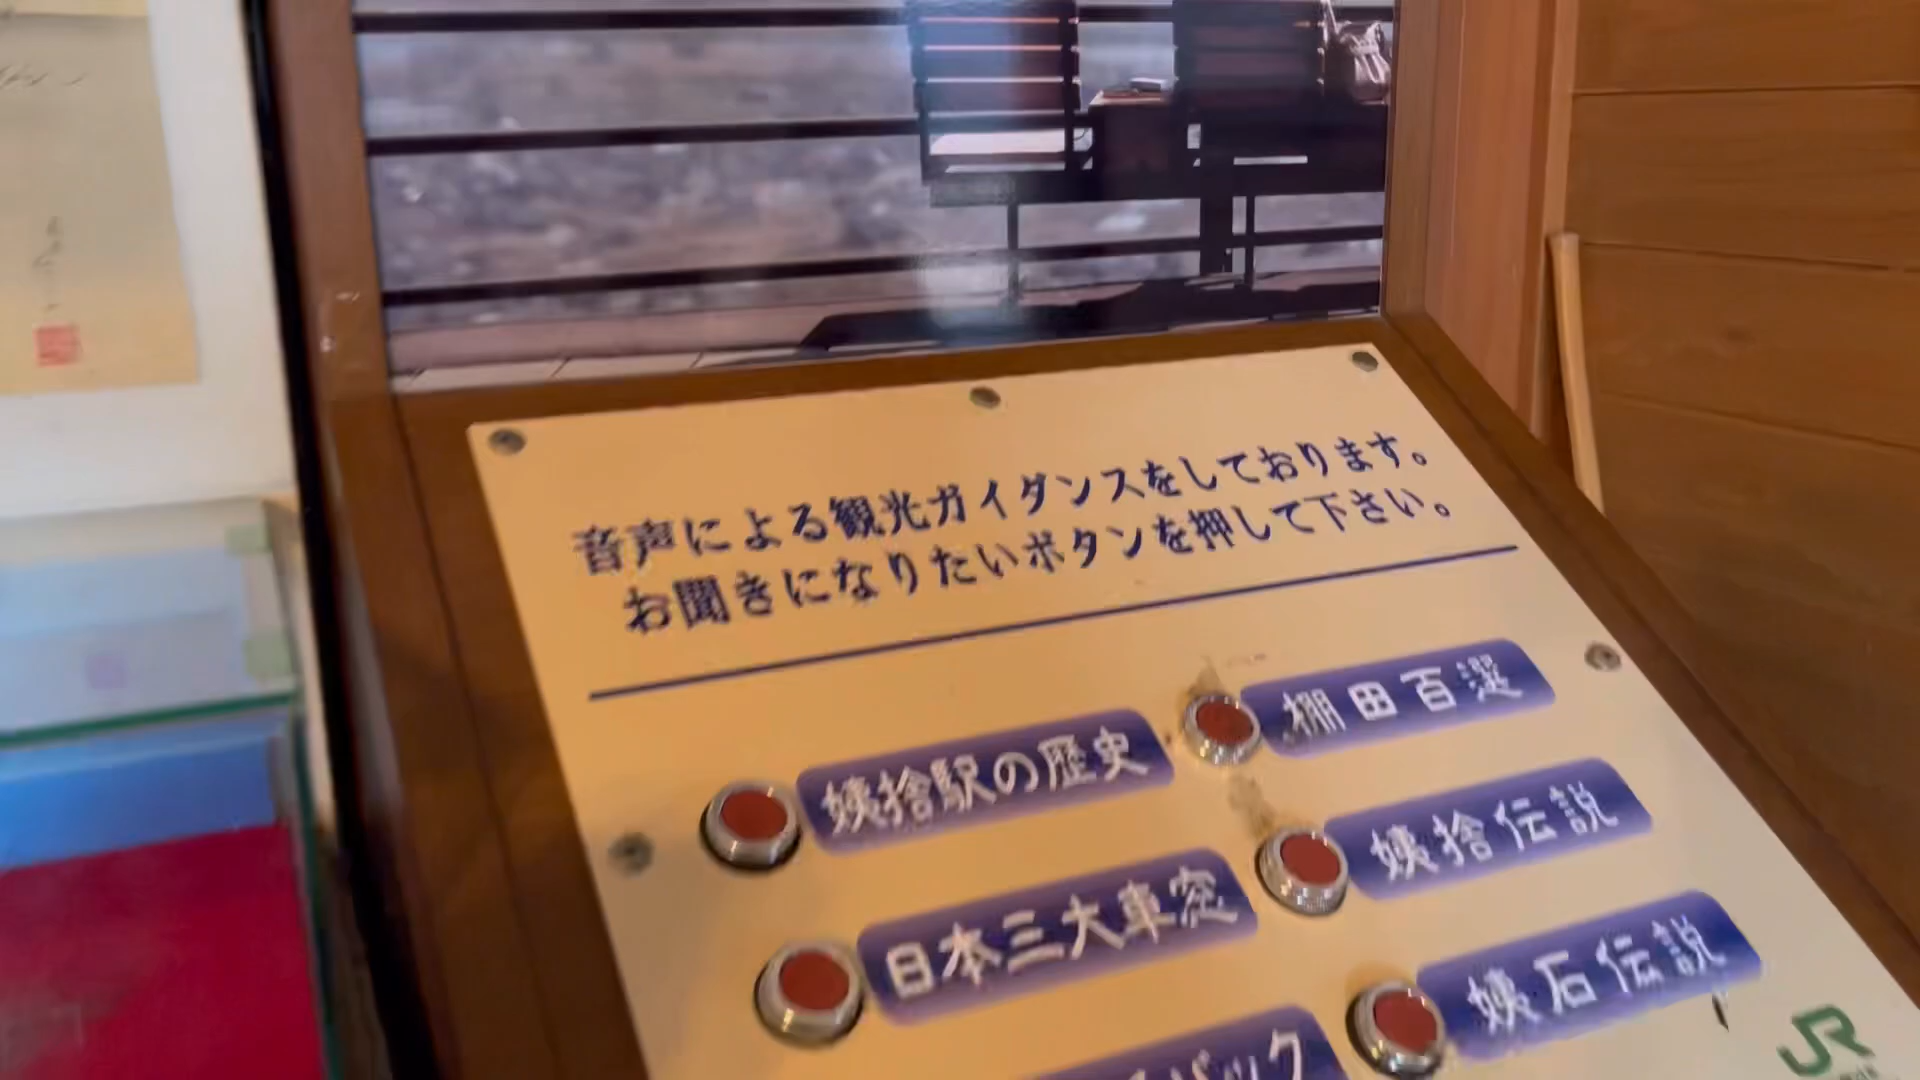 音声による観光ガイダンスをしております。
お聞きになりたいボタンを押して下さい。
姨捨駅の歴史
棚田百選
日本三大車窓
姨捨伝説
バック
姨石伝説
JR